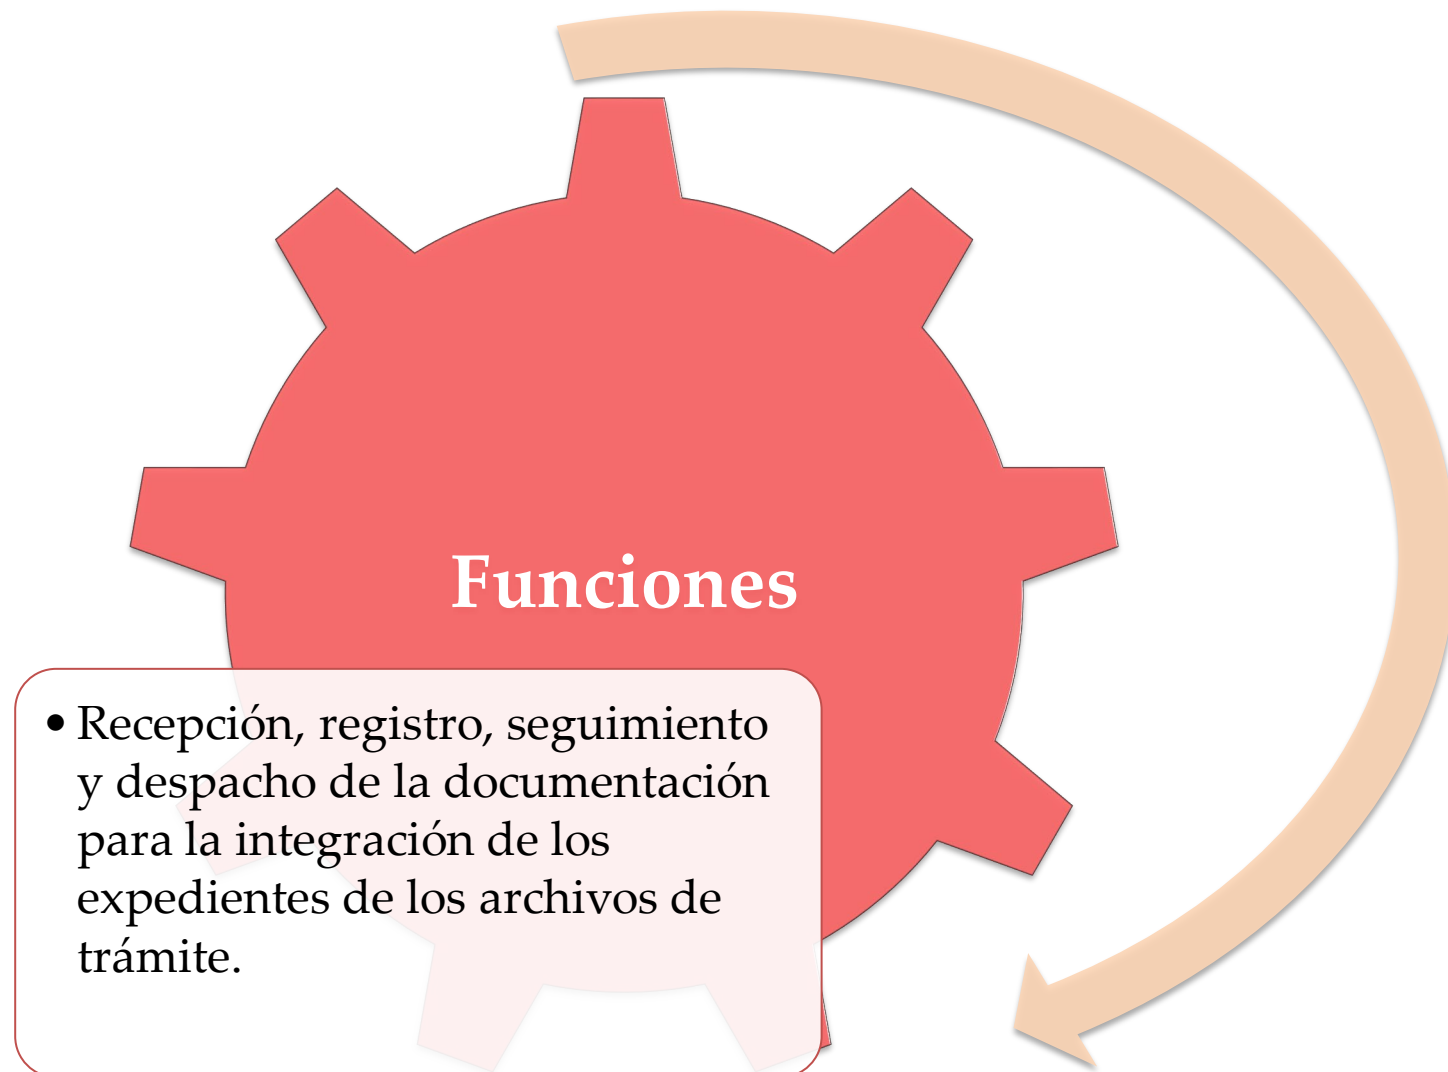 Funciones
• Recepción, registro, seguimiento
y despacho de la documentación
para la integración de los
expedientes de los archivos de
trámite.